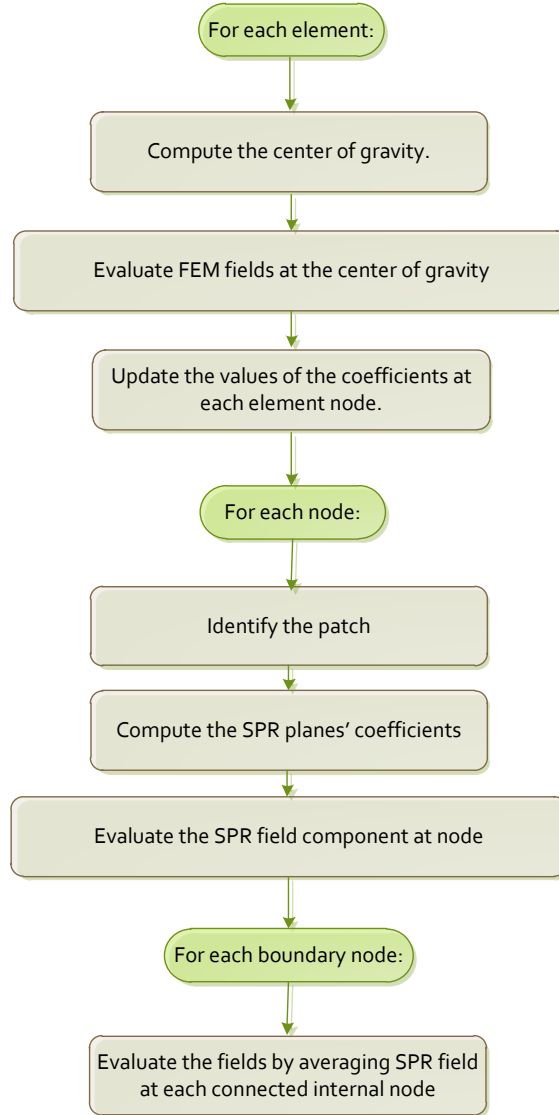 For each element:
Compute the center of gravity.
Evaluate FEM fields at the center of gravity
Update the values of the coefficients at
each element node.
For each node:
Identify the patch
Compute the SPR planes’ coefficients
Evaluate the SPR field component at node
For each boundary node:
Evaluate the fields by averaging SPR field
at each connected internal node